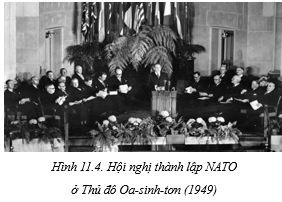 Hình 11.4. Hội nghị thành lập NATO
ở Thủ đô Oa-sinh-tơn (1949)